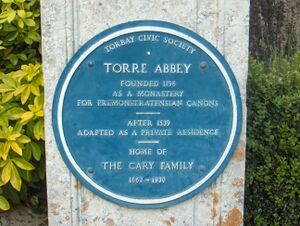 TORBAY CIVIC SOCIETY
TORRE ABBEY
FOUNDED 1196
AS A MONASTERY
FOR PREMONSTRATENSIAN CANONS
AFTER 1539
ADAPTED AS A PRIVATE RESIDENCE
HOME OF
THE CARY FAMILY
1662 - 1930